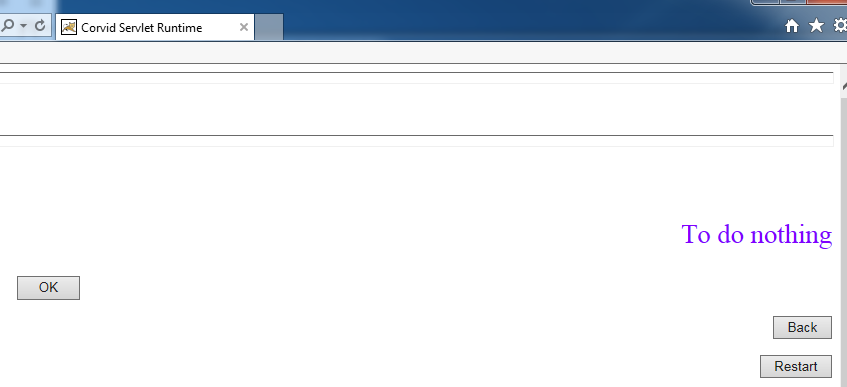 Corvid Servlet Runtime
To do nothing
OK
Back
Restart